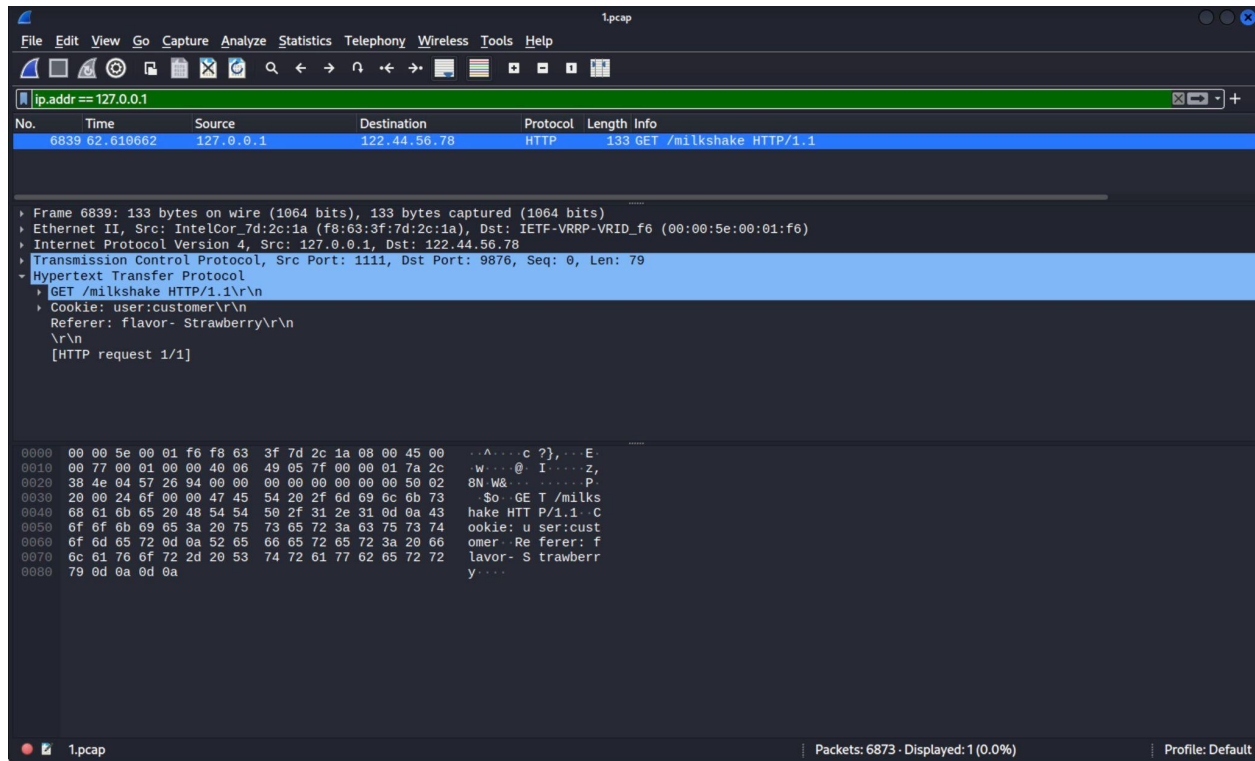 1.pcap
File Edit View Go Capture Analyze Statistics Telephony Wireless Tools Help
ip.addr == 127.0.0.1
No. Time Source Destination Protocol Length Info
6839 62.610662 127.0.0.1 122.44.56.78 HTTP 133 GET /milkshake HTTP/1.1
Frame 6839: 133 bytes on wire (1064 bits), 133 bytes captured (1064 bits)
Ethernet II, Src: IntelCor_7d:2c:1a (f8:63:3f:7d:2c:1a), Dst: IETF-VRRP-VRID_f6 (00:00:5e:00:01:f6)
Internet Protocol Version 4, Src: 127.0.0.1, Dst: 122.44.56.78
Transmission Control Protocol, Src Port: 1111, Dst Port: 9876, Seq: 0, Len: 79
Hypertext Transfer Protocol
GET /milkshake HTTP/1.1\r\n
Cookie: user:customer\r\n
Referer: flavor- Strawberry\r\n
\r\n
[HTTP request 1/1]
0000 00 00 5e 00 01 f6 f8 63 3f 7d 2c 1a 08 00 45 00 ··^····c ?},···E·
0010 00 77 00 01 00 00 40 06 49 05 7f 00 00 01 7a 2c ·w····@· I·····z,
0020 38 4e 04 57 26 94 00 00 00 00 00 00 00 00 50 02 8N·W&··· ······P·
0030 20 00 24 6f 00 00 47 45 54 20 2f 6d 69 6c 6b 73 ·$o··GE T /milks
0040 68 61 6b 65 20 48 54 54 50 2f 31 2e 31 0d 0a 43 hake HTT P/1.1··C
0050 6f 6f 6b 69 65 3a 20 75 73 65 72 3a 63 75 73 74 ookie: u ser:cust
0060 6f 6d 65 72 0d 0a 52 65 66 65 72 65 72 3a 20 66 omer··Re ferer: f
0070 6c 61 76 6f 72 2d 20 53 74 72 61 77 62 65 72 72 lavor- S trawberr
0080 79 0d 0a 0d 0a y····
1.pcap Packets: 6873 · Displayed: 1 (0.0%) Profile: Default